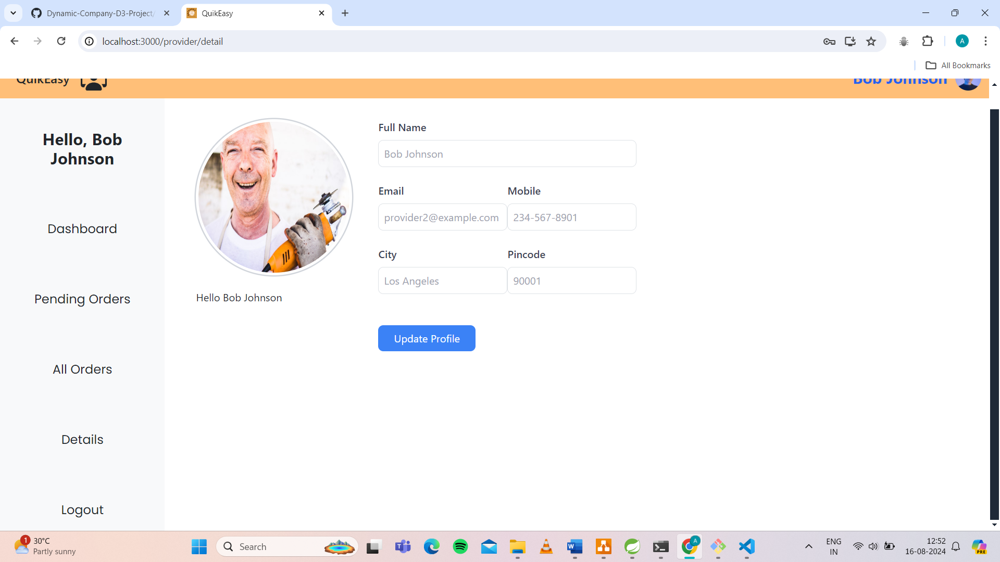 Dynamic-Company-D3-Project/
QuikEasy
localhost:3000/provider/detail
A
All Bookmarks
QuikEasy
Bob Johnson
Hello, Bob
Johnson
Dashboard
Pending Orders
All Orders
Details
Logout
Hello Bob Johnson
Full Name
Bob Johnson
Email
Mobile
provider2@example.com
234-567-8901
City
Pincode
Los Angeles
90001
Update Profile
1
30°C
Partly sunny
Search
T
W
A
ENG
IN
12:52
16-08-2024
PRE